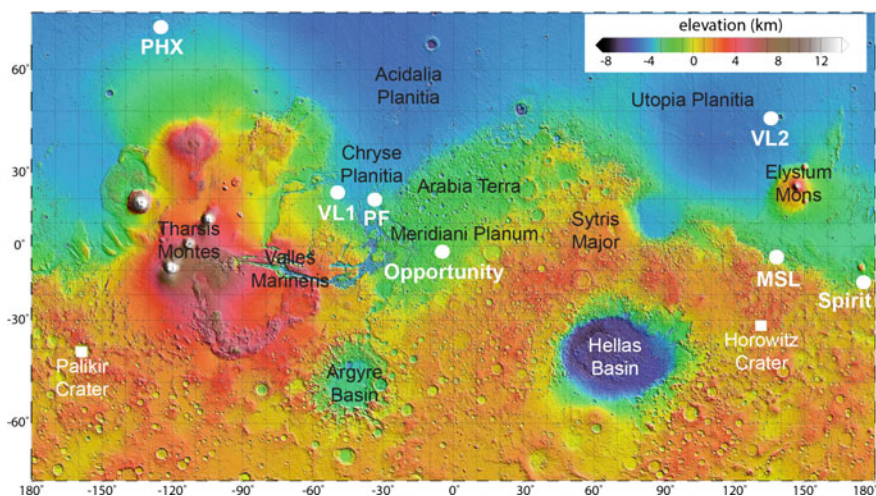 elevation (km)
-8 -4 0 4 8 12
PHX
60°
Acidalia
Planitia
Utopia Planitia
VL2
Chryse
Planitia
30°
Arabia Terra
Elysium
Mons
VL1
PF
Sytris
Major
Tharsis
Montes
Meridiani Planum
0°
Valles
Marineris
Opportunity
MSL
Spirit
-30°
Palikir
Crater
Argyre
Basin
Hellas
Basin
Horowitz
Crater
-60°
180 -150° -120° -90° -60° -30° 0° 30° 60° 90° 120° 150° 180°